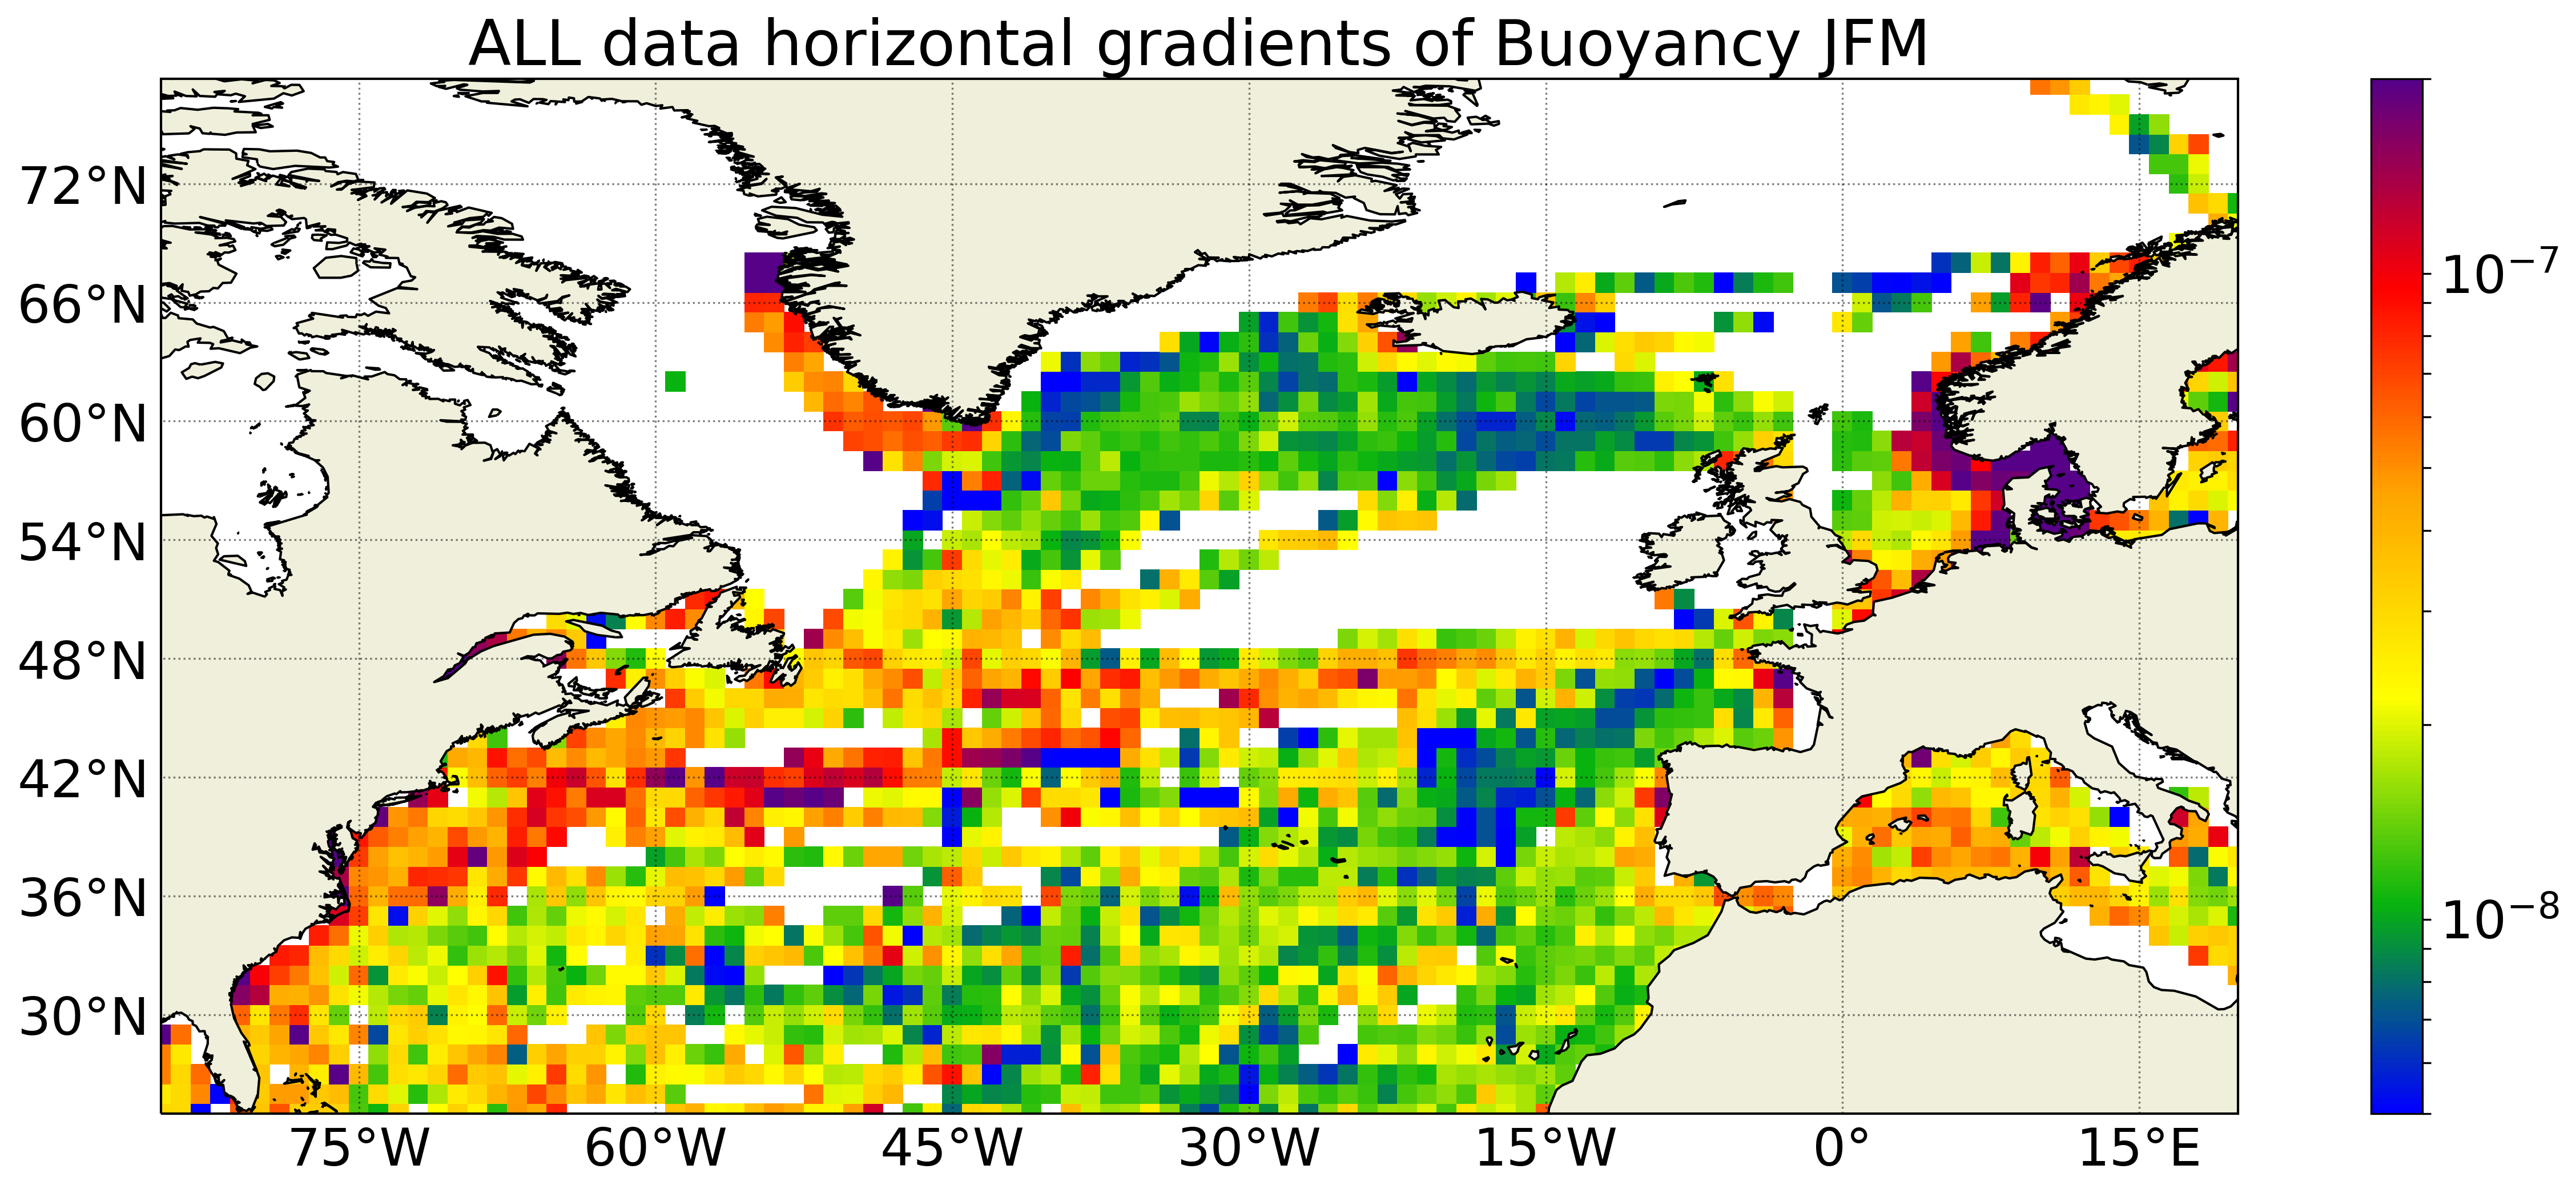 ALL data horizontal gradients of Buoyancy JFM
72°N
66°N
60°N
54°N
48°N
42°N
36°N
30°N
75°W
60°W
45°W
30°W
15°W
0°
15°E
10⁻⁷
10⁻⁸